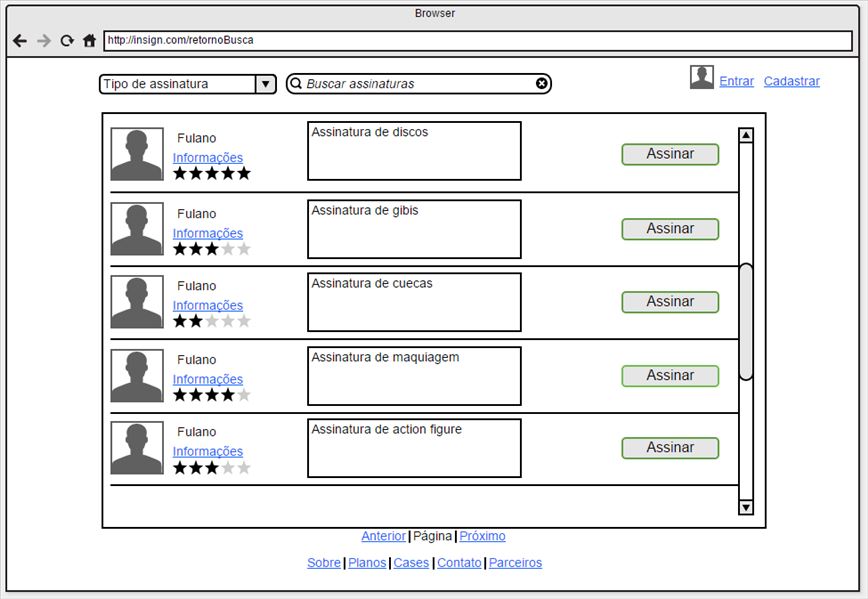 Browser
http://insign.com/retornoBusca
Tipo de assinatura
Buscar assinaturas
Entrar Cadastrar
Fulano
Informações
Assinatura de discos
Assinar
Fulano
Informações
Assinatura de gibis
Assinar
Fulano
Informações
Assinatura de cuecas
Assinar
Fulano
Informações
Assinatura de maquiagem
Assinar
Fulano
Informações
Assinatura de action figure
Assinar
Anterior|Página|Próximo
Sobre|Planos|Cases|Contato|Parceiros